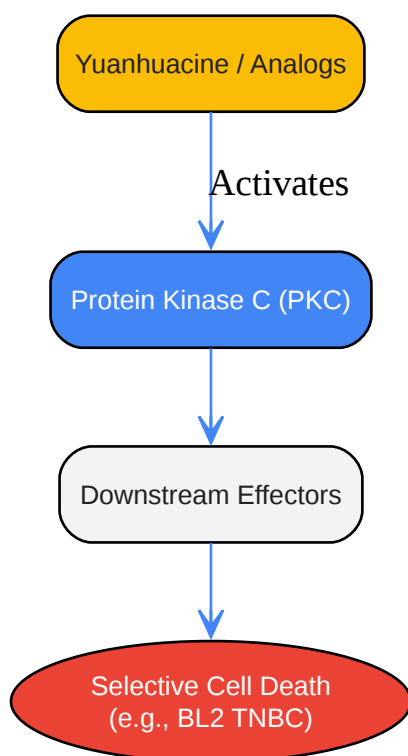 Yuanhuacine / Analogs
Activates
Protein Kinase C (PKC)
Downstream Effectors
Selective Cell Death
(e.g., BL2 TNBC)